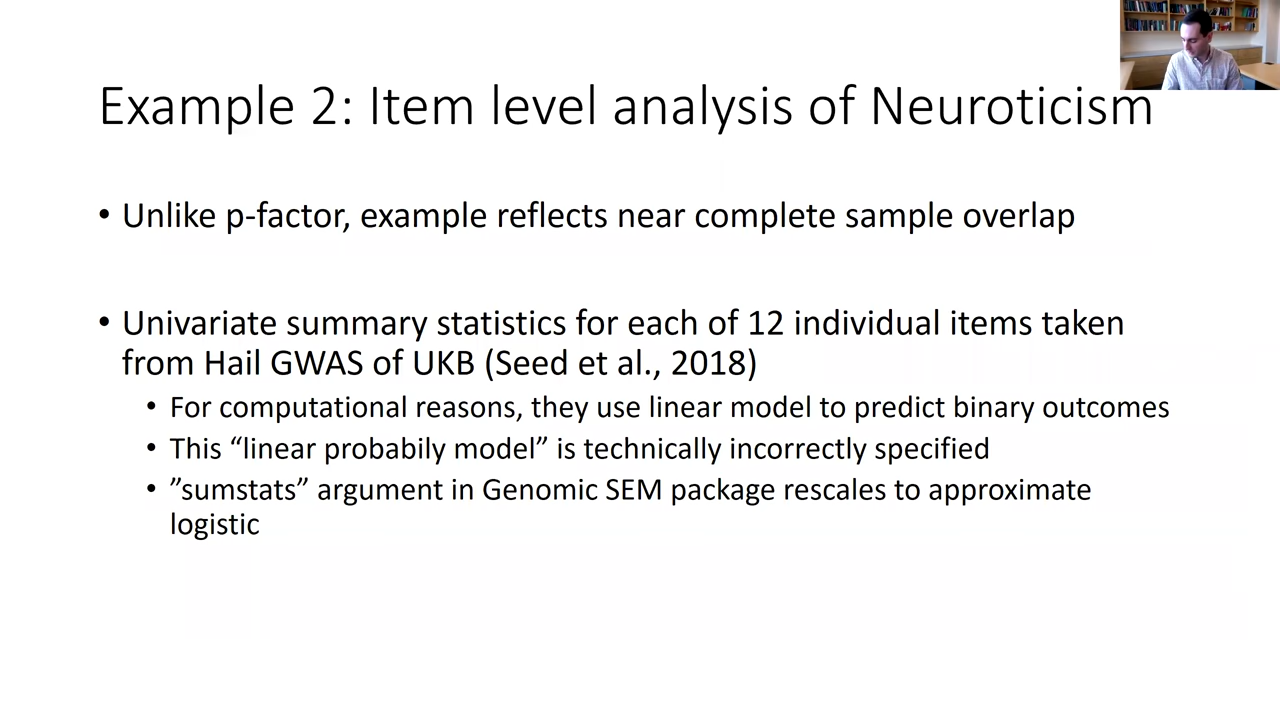 Example 2: Item level analysis of Neuroticism
• Unlike p-factor, example reflects near complete sample overlap
• Univariate summary statistics for each of 12 individual items taken
from Hail GWAS of UKB (Seed et al., 2018)
• For computational reasons, they use linear model to predict binary outcomes
• This “linear probabily model” is technically incorrectly specified
• ”sumstats” argument in Genomic SEM package rescales to approximate
logistic